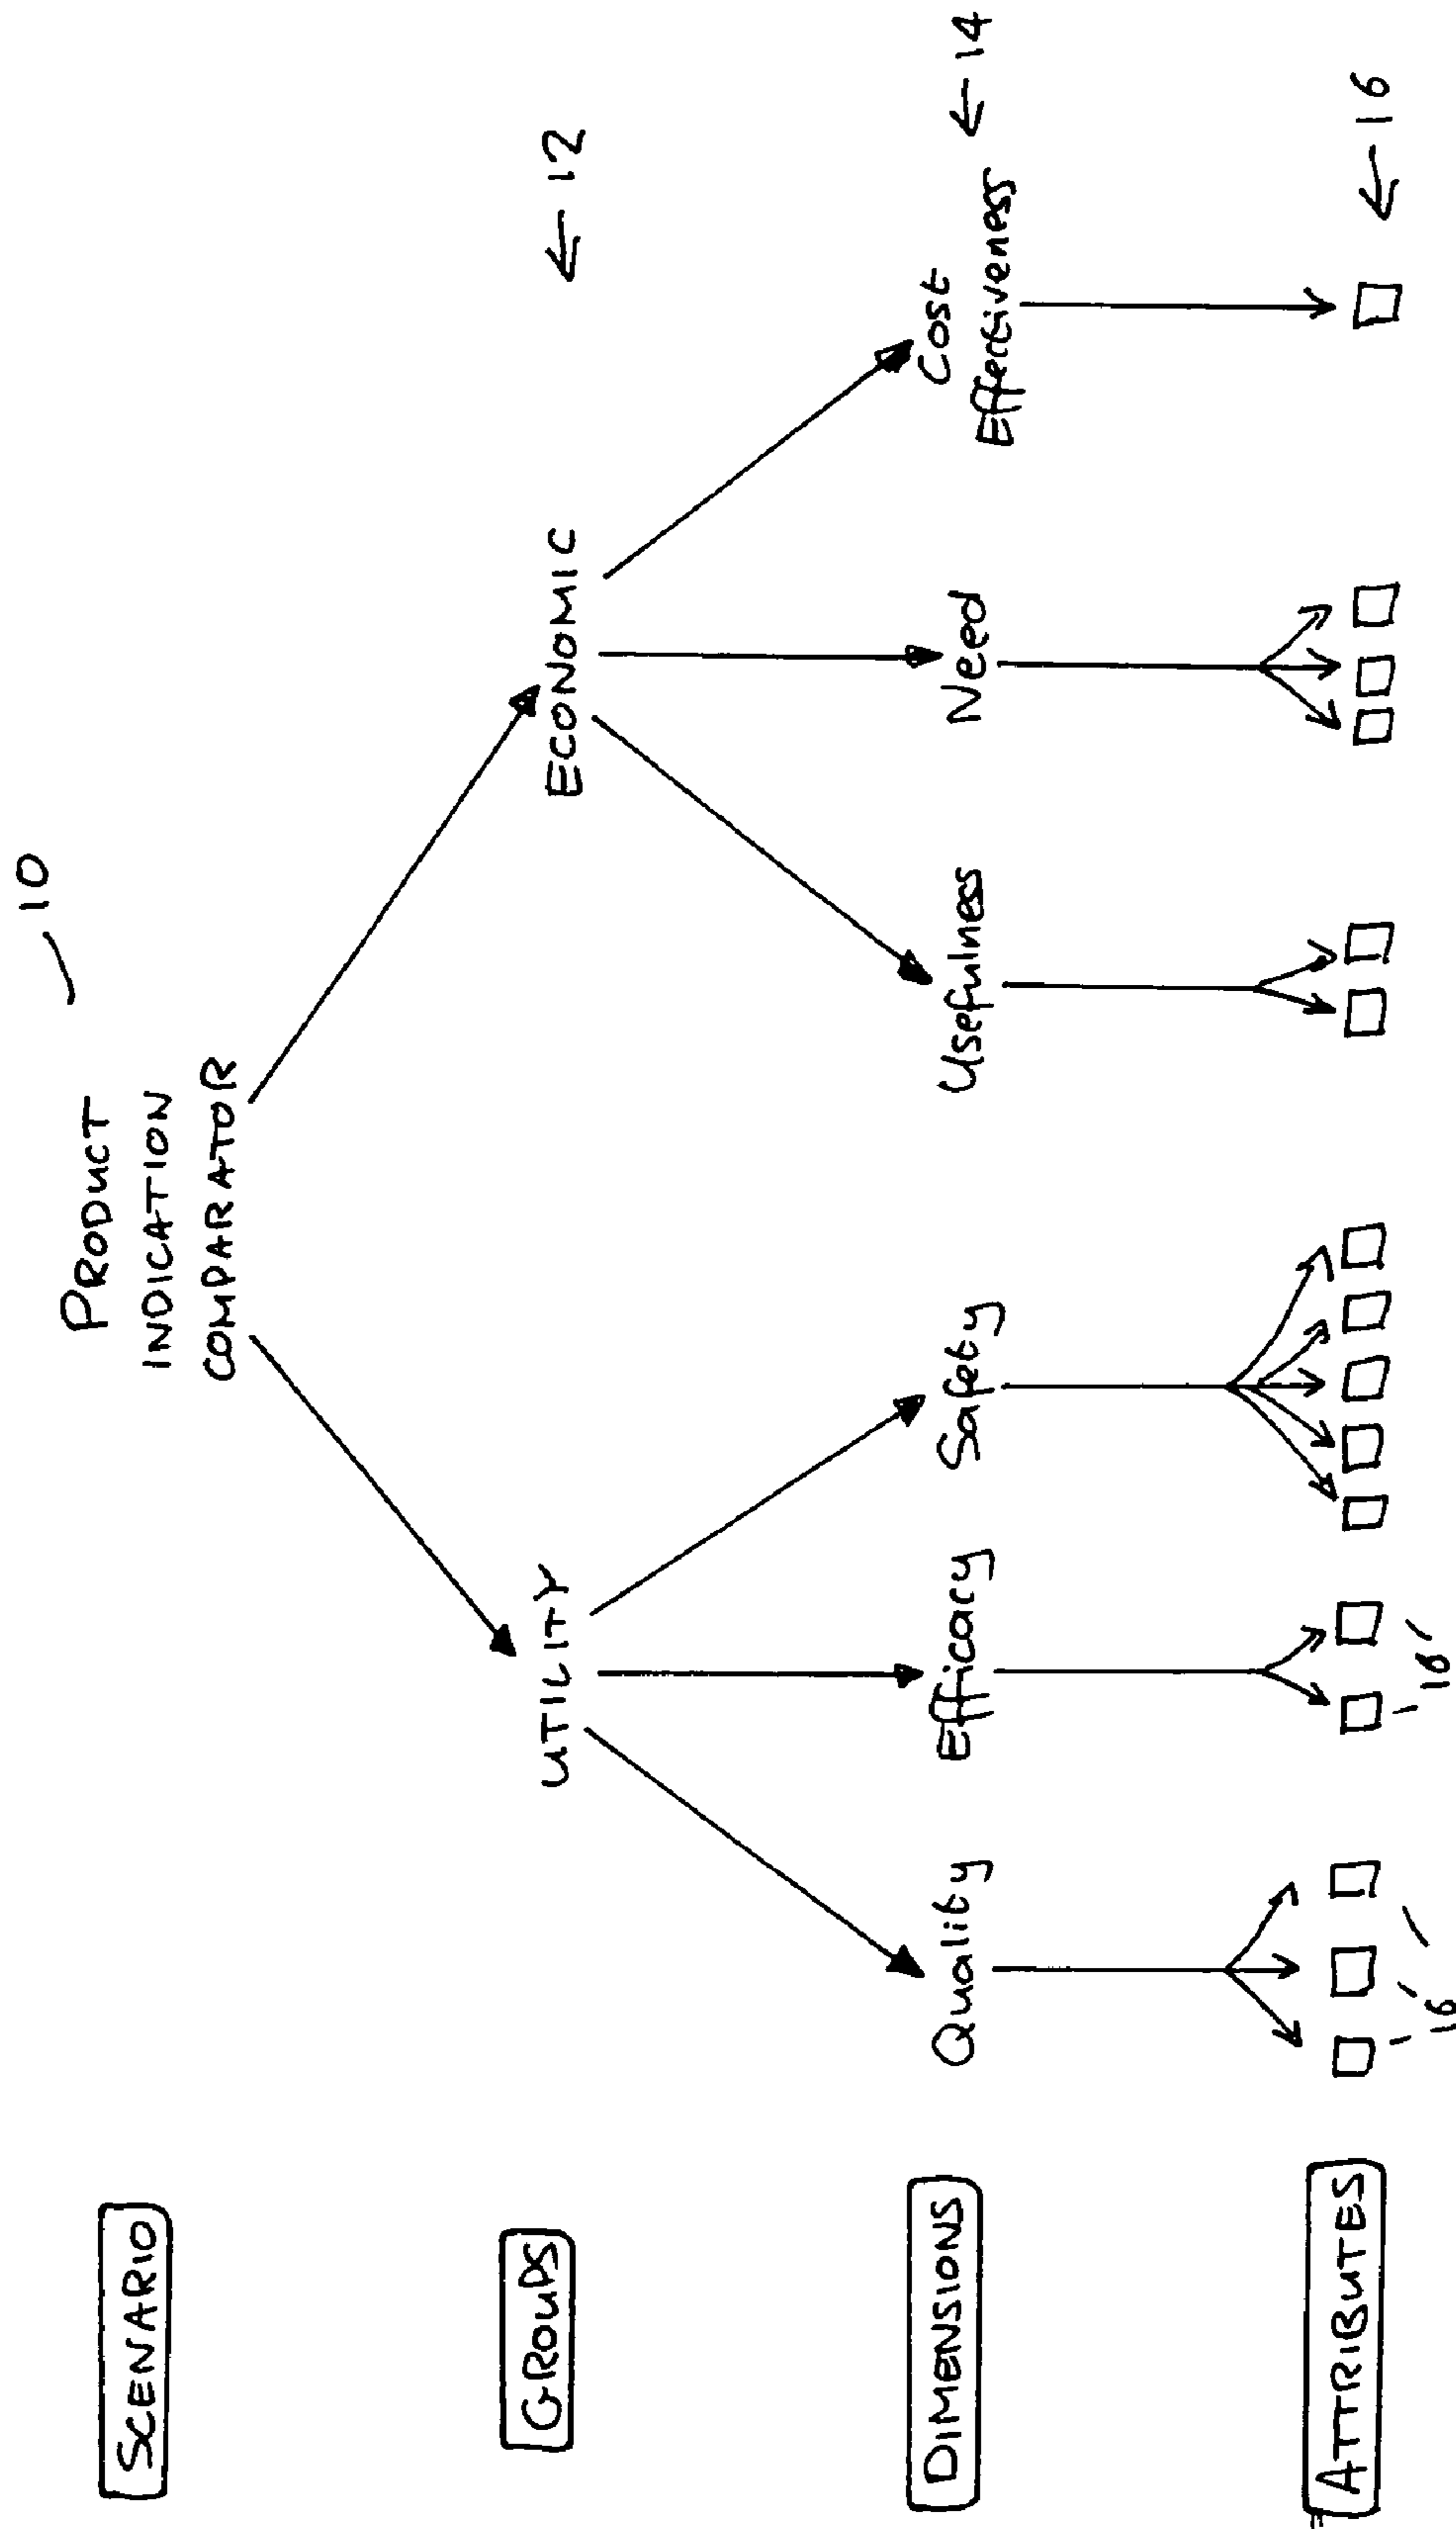 10
SCENARIO
PRODUCT
INDICATION
COMPARATOR
GROUPS
UTILITY
ECONOMIC
← 12
DIMENSIONS
Quality
Efficacy
Safety
Usefulness
Need
Cost
Effectiveness
← 14
ATTRIBUTES
← 16
16'
16'